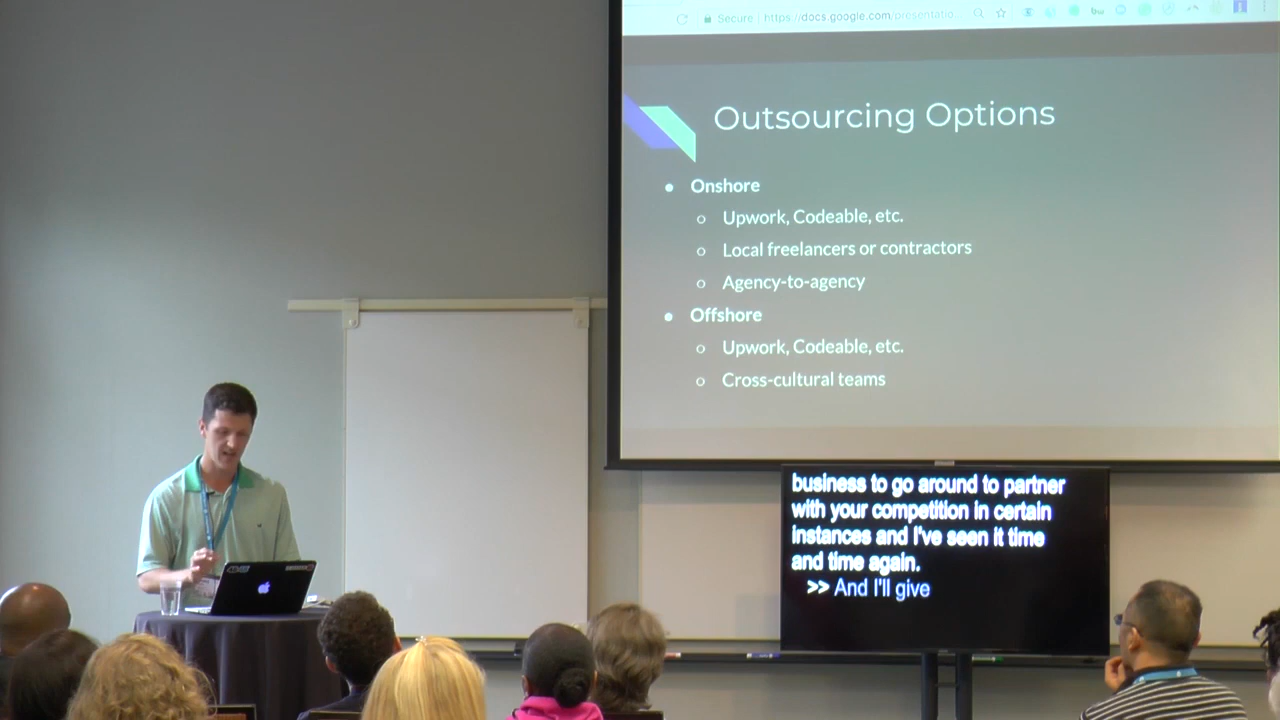 Secure | https://docs.google.com/presentatio...
Outsourcing Options
Onshore
Upwork, Codeable, etc.
Local freelancers or contractors
Agency-to-agency
Offshore
Upwork, Codeable, etc.
Cross-cultural teams
business to go around to partner
with your competition in certain
instances and I've seen it time
and time again.
>> And I'll give